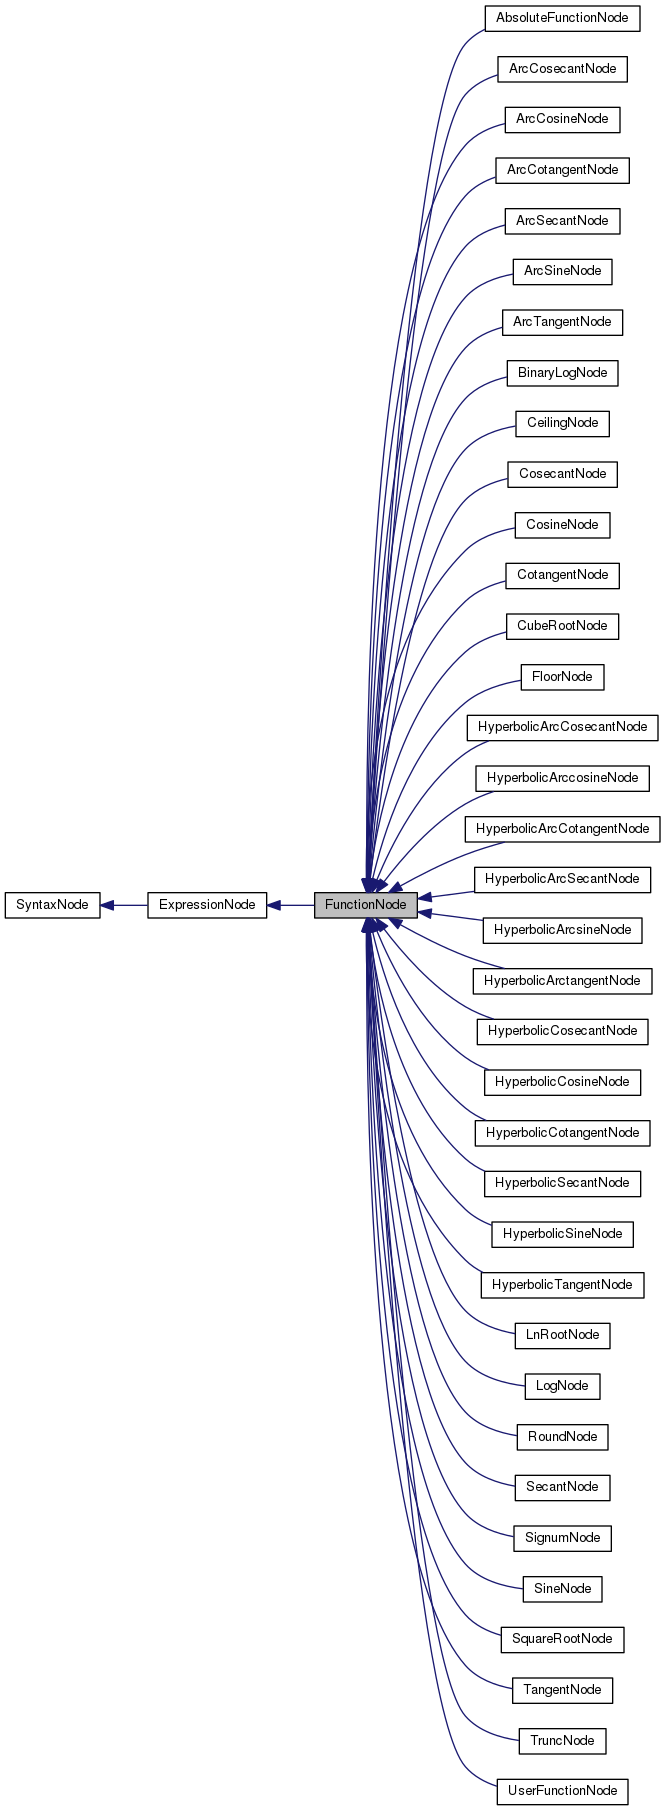 AbsoluteFunctionNode
ArcCosecantNode
ArcCosineNode
ArcCotangentNode
ArcSecantNode
ArcSineNode
ArcTangentNode
BinaryLogNode
CeilingNode
CosecantNode
CosineNode
CotangentNode
CubeRootNode
FloorNode
HyperbolicArcCosecantNode
HyperbolicArccosineNode
HyperbolicArcCotangentNode
HyperbolicArcSecantNode
SyntaxNode
ExpressionNode
FunctionNode
HyperbolicArcsineNode
HyperbolicArctangentNode
HyperbolicCosecantNode
HyperbolicCosineNode
HyperbolicCotangentNode
HyperbolicSecantNode
HyperbolicSineNode
HyperbolicTangentNode
LnRootNode
LogNode
RoundNode
SecantNode
SignumNode
SineNode
SquareRootNode
TangentNode
TruncNode
UserFunctionNode